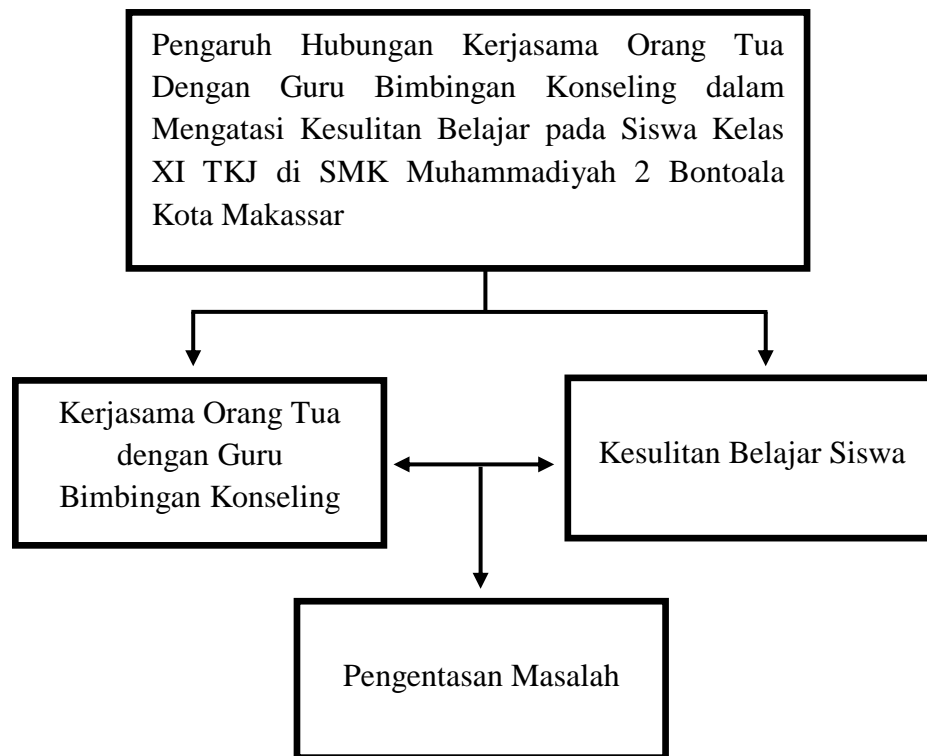 Pengaruh Hubungan Kerjasama Orang Tua
Dengan Guru Bimbingan Konseling dalam
Mengatasi Kesulitan Belajar pada Siswa Kelas
XI TKJ di SMK Muhammadiyah 2 Bontoala
Kota Makassar
Kerjasama Orang Tua
dengan Guru
Bimbingan Konseling
Kesulitan Belajar Siswa
Pengentasan Masalah